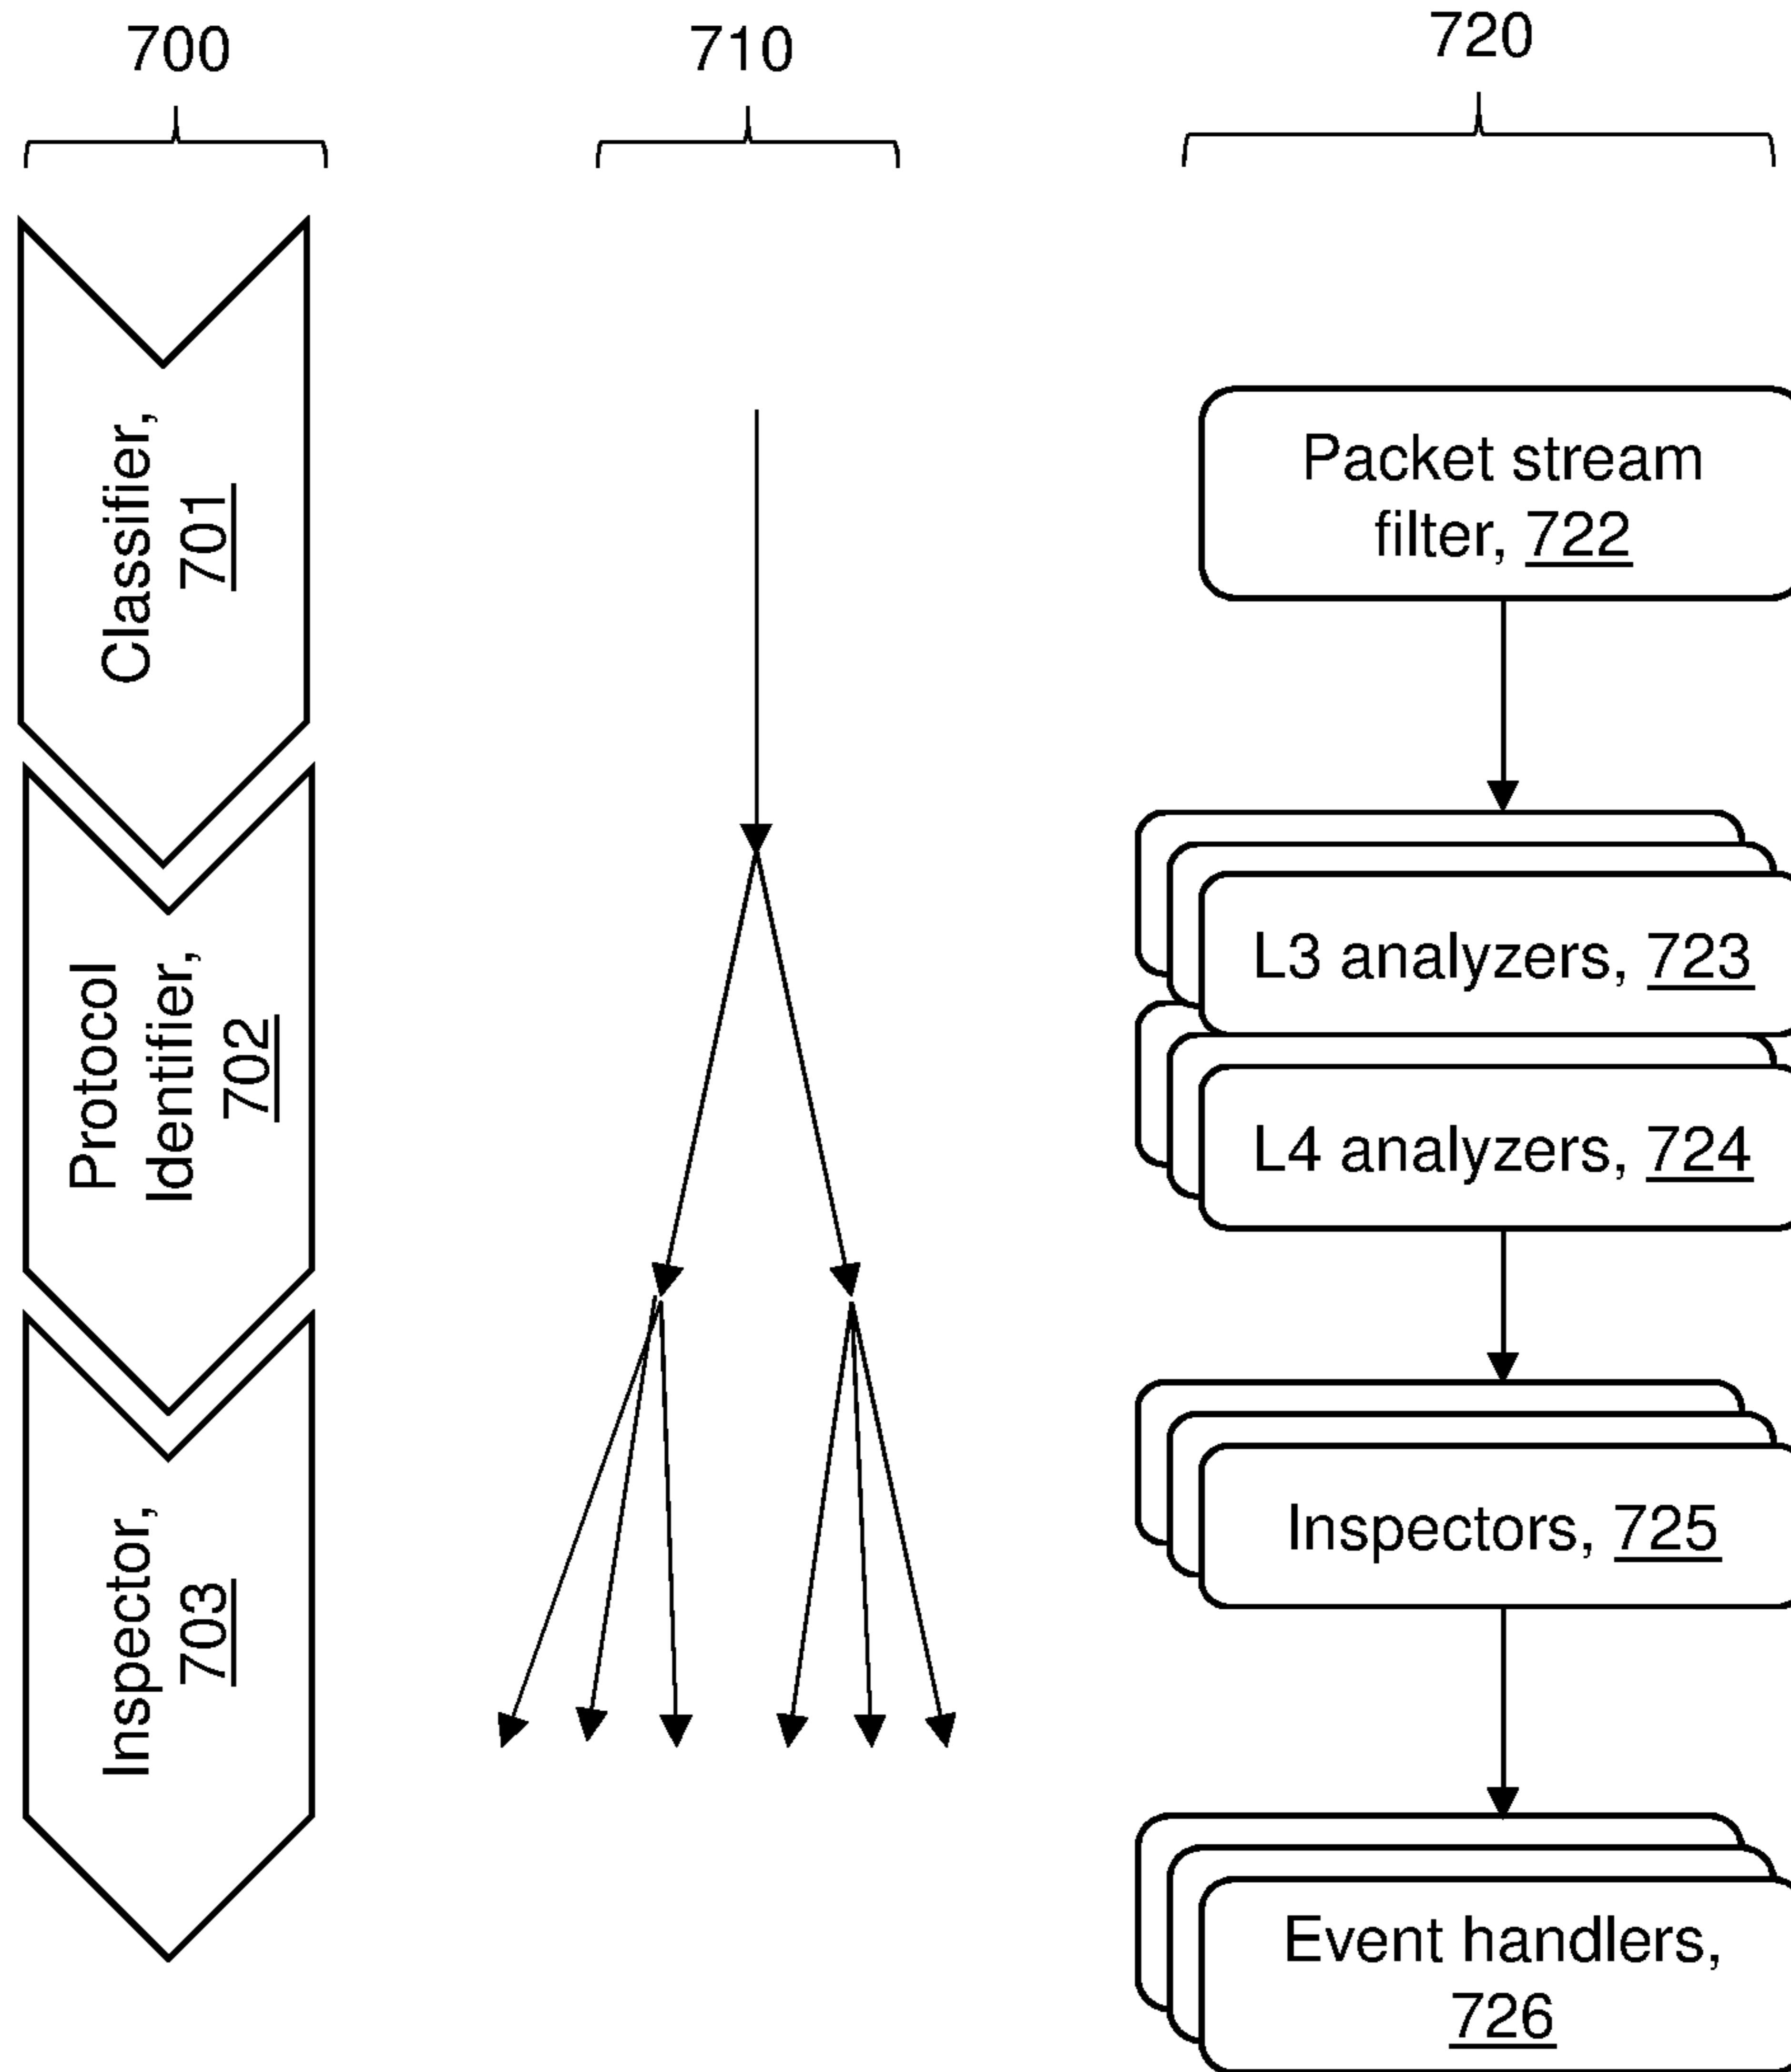 700
710
720
Classifier,
701
Protocol
Identifier,
702
Inspector,
703
Packet stream
filter, 722
L3 analyzers, 723
L4 analyzers, 724
Inspectors, 725
Event handlers,
726